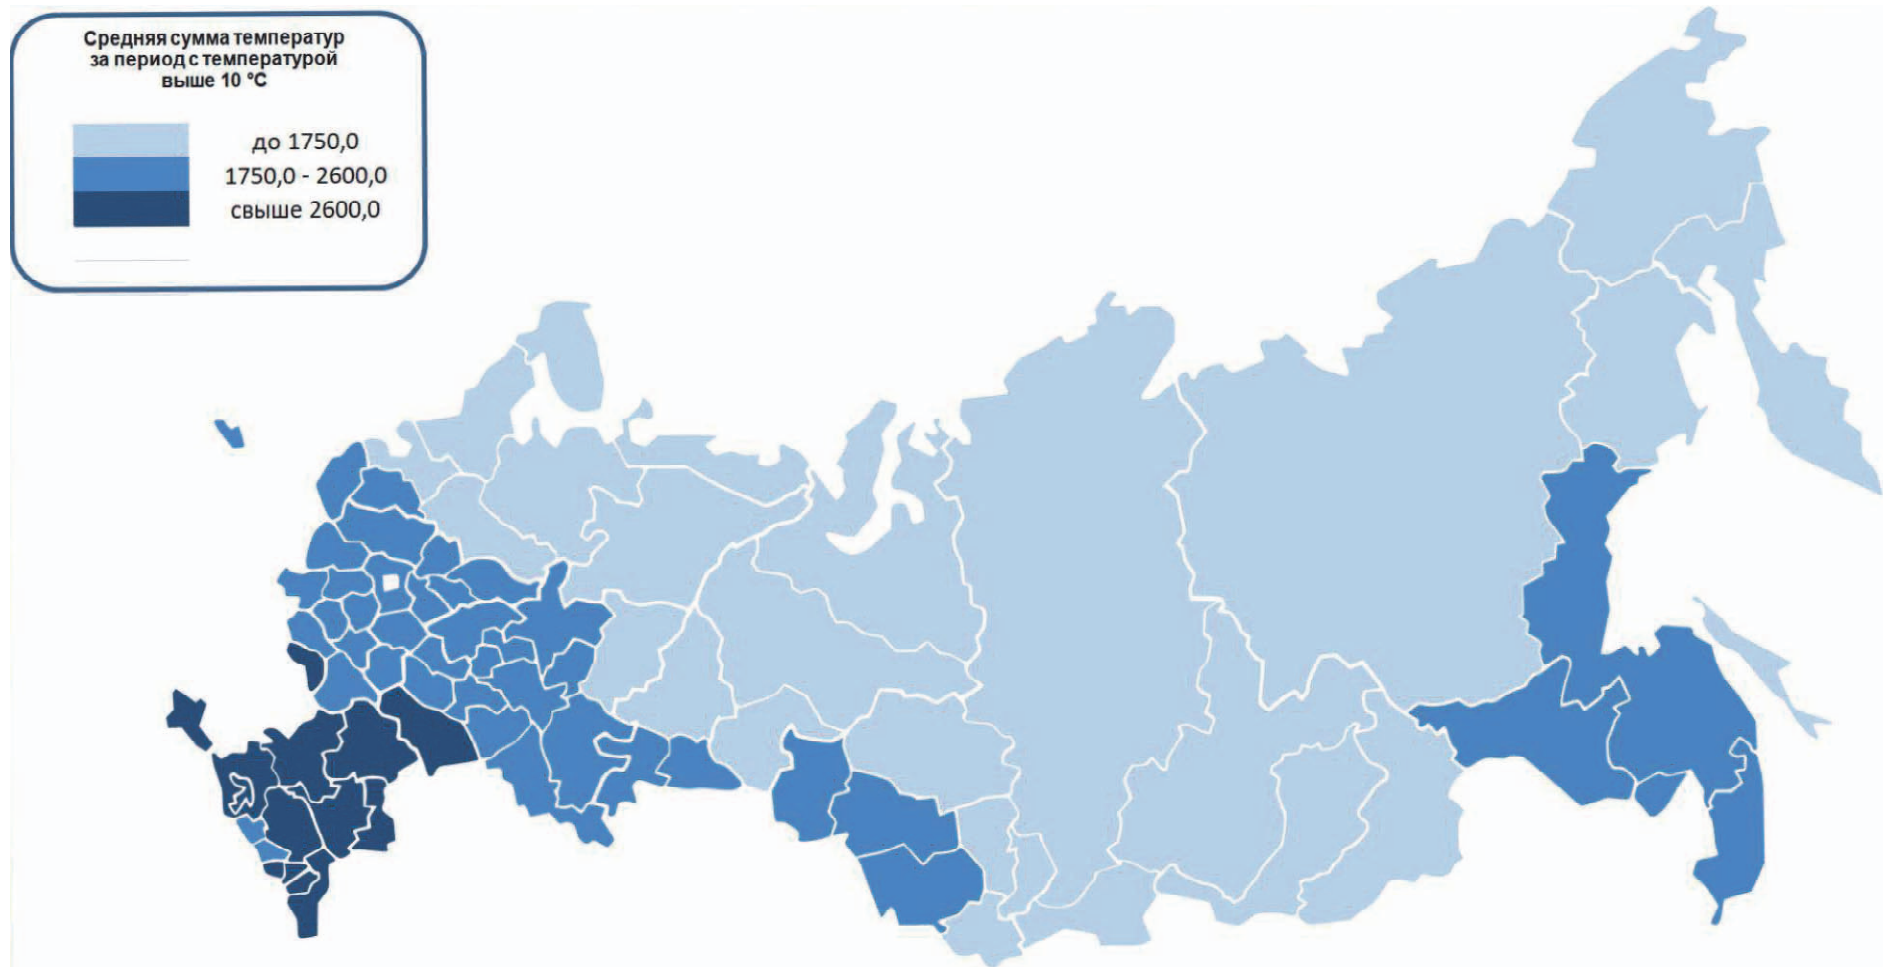 Средняя сумма температур
за период с температурой
выше 10 °С
до 1750,0
1750,0 - 2600,0
свыше 2600,0